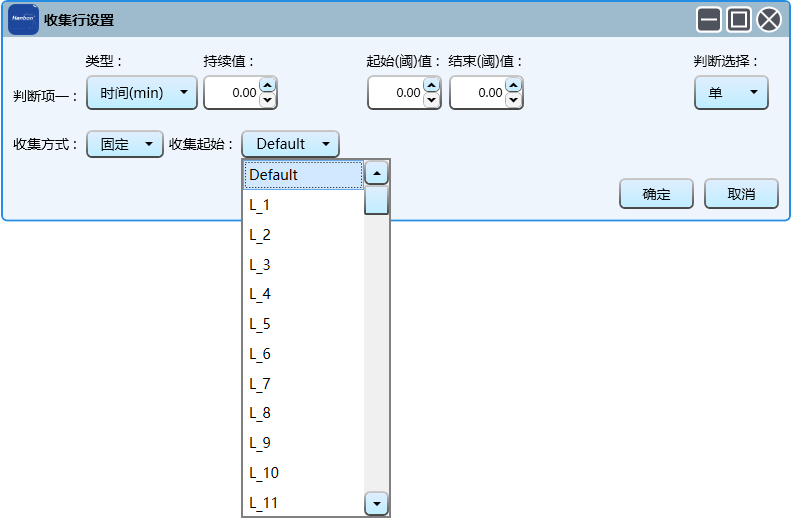 Hanbon
收集行设置
类型： 持续值： 起始(阈)值： 结束(阈)值： 判断选择：
判断项一： 时间(min) 0.00 0.00 0.00 单
收集方式： 固定 收集起始： Default
Default
L_1
L_2
L_3
L_4
L_5
L_6
L_7
L_8
L_9
L_10
L_11
确定 取消